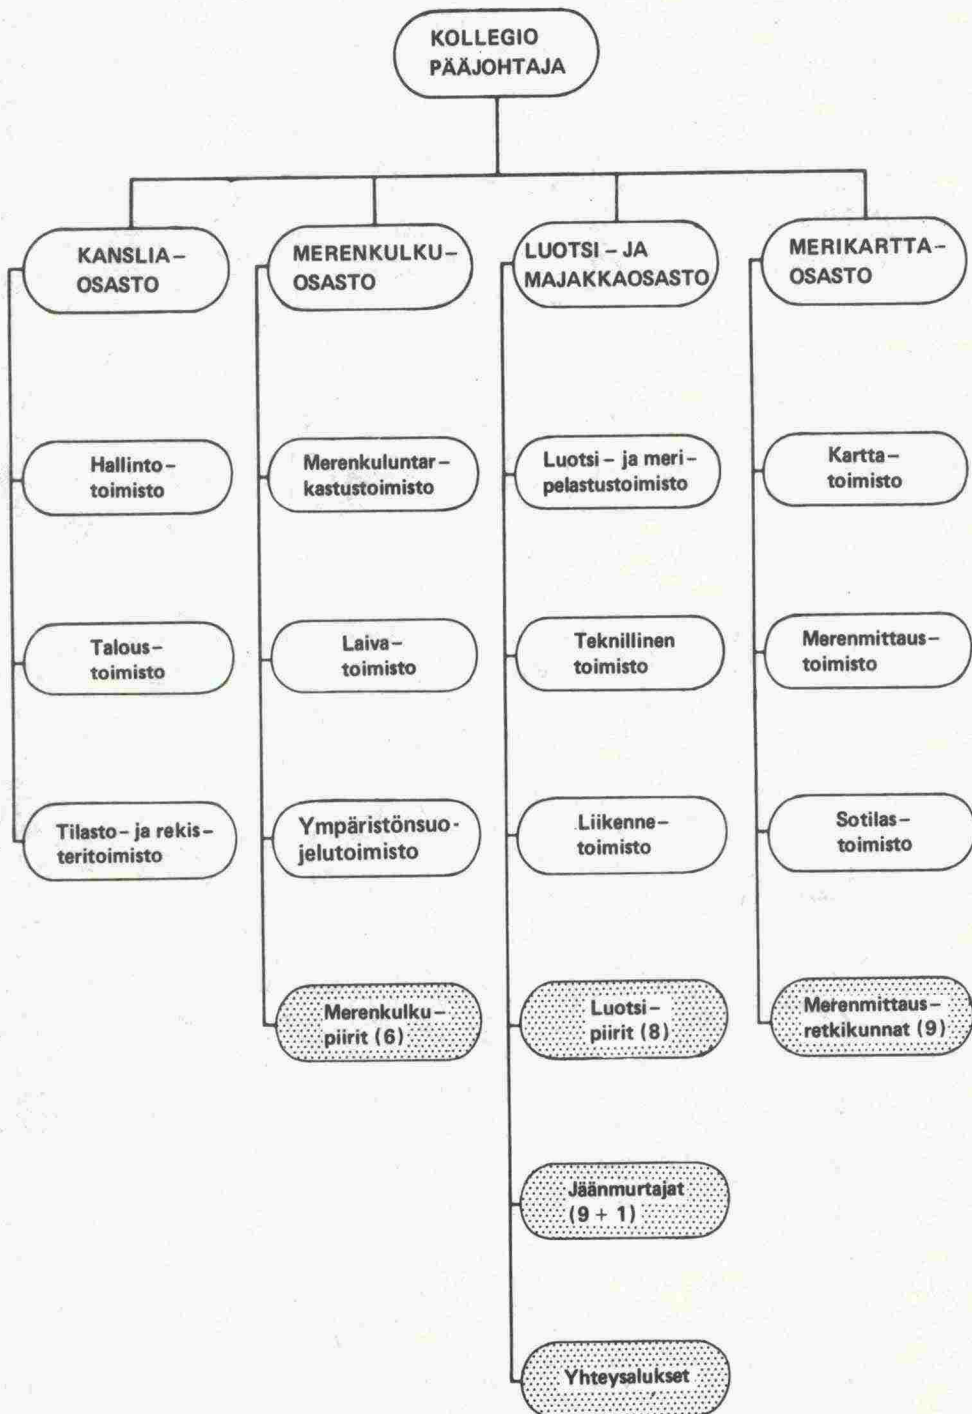 KOLLEGIO
PÄÄJOHTAJA
KANSLIA-
OSASTO
MERENKULKU-
OSASTO
LUOTSI- JA
MAJAKKAOSASTO
MERIKARTTA-
OSASTO
Hallinto-
toimisto
Merenkuluntar-
kastustoimisto
Luotsi- ja meri-
pelastustoimisto
Kartta-
toimisto
Talous-
toimisto
Laiva-
toimisto
Teknillinen
toimisto
Merenmittaus-
toimisto
Tilasto- ja rekis-
teritoimisto
Ympäristönsuo-
jelutoimisto
Liikenne-
toimisto
Sotilas-
toimisto
Merenkulku-
piirit (6)
Luotsi-
piirit (8)
Merenmittaus-
retkikunnat (9)
Jäänmurtajat
(9 + 1)
Yhteysalukset